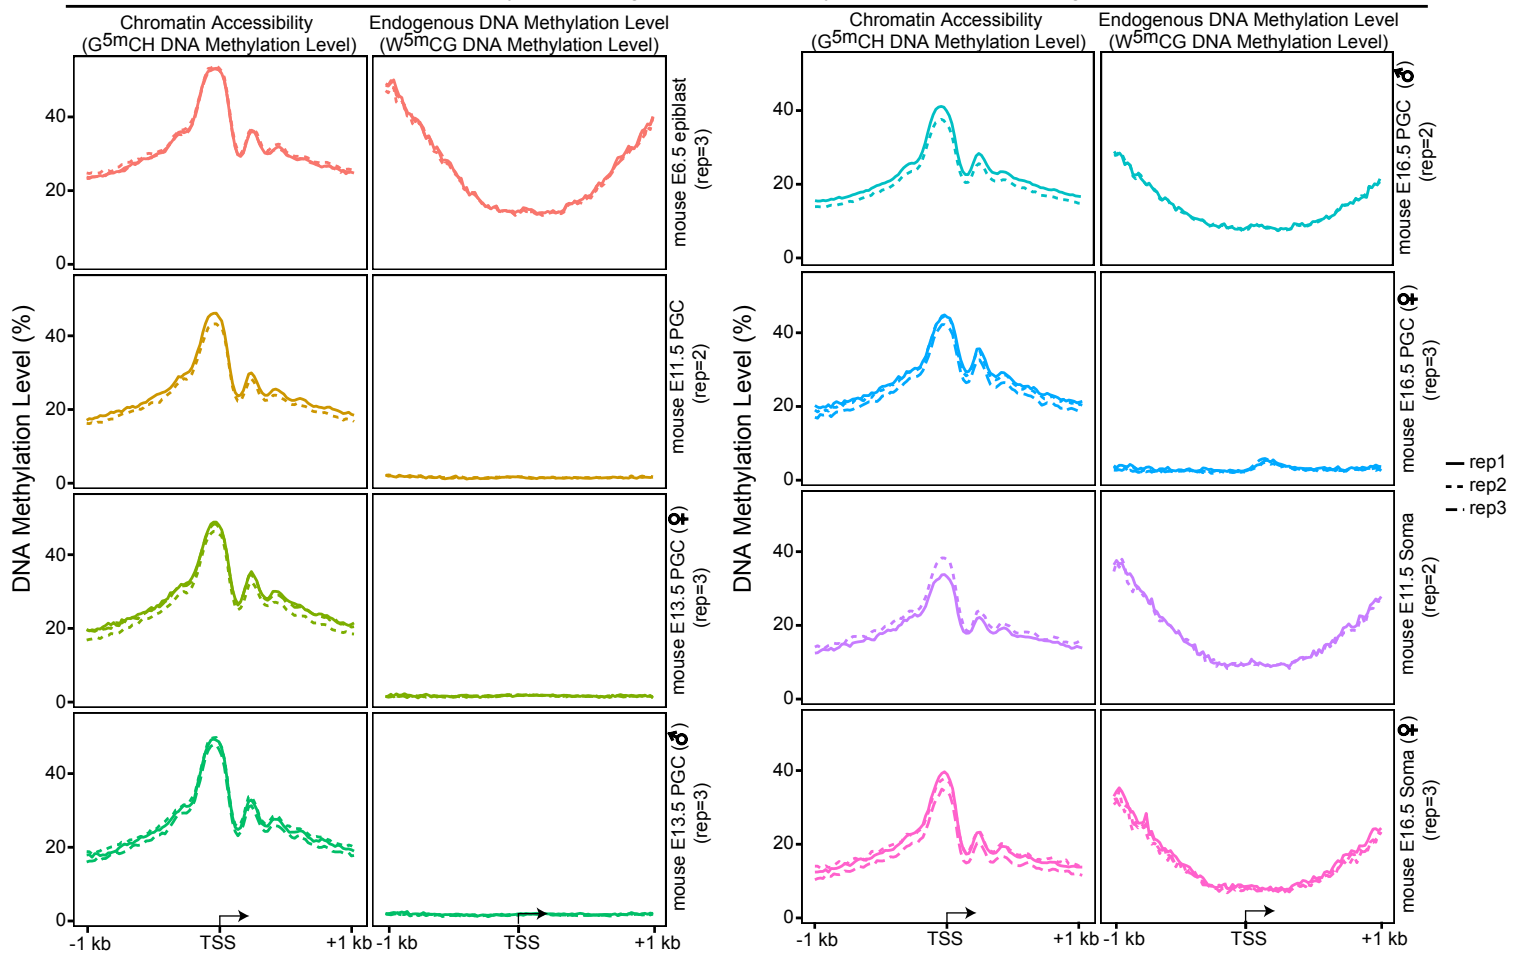 Chromatin Accessibility
(G5mCH DNA Methylation Level)
Endogenous DNA Methylation Level
(W5mCG DNA Methylation Level)
DNA Methylation Level (%)
40
20
0
mouse E6.5 epiblast
(rep=3)
40
20
0
mouse E11.5 PGC
(rep=2)
40
20
0
mouse E13.5 PGC (♀)
(rep=3)
40
20
0
mouse E13.5 PGC (♂)
(rep=3)
-1 kb
TSS
+1 kb
-1 kb
TSS
+1 kb
Chromatin Accessibility
(G5mCH DNA Methylation Level)
Endogenous DNA Methylation Level
(W5mCG DNA Methylation Level)
DNA Methylation Level (%)
40
20
0
mouse E16.5 PGC (♂)
(rep=2)
40
20
0
mouse E16.5 PGC (♀)
(rep=3)
40
20
0
mouse E11.5 Soma
(rep=2)
40
20
0
mouse E16.5 Soma (♀)
(rep=3)
-1 kb
TSS
+1 kb
-1 kb
TSS
+1 kb
rep1
rep2
rep3